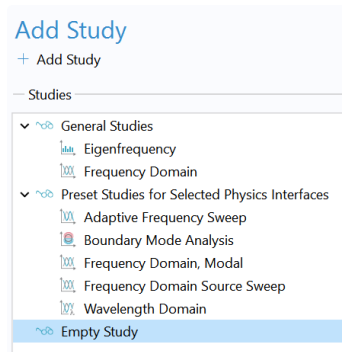 Add Study
+ Add Study
Studies
General Studies
Eigenfrequency
Frequency Domain
Preset Studies for Selected Physics Interfaces
Adaptive Frequency Sweep
Boundary Mode Analysis
Frequency Domain, Modal
Frequency Domain Source Sweep
Wavelength Domain
Empty Study